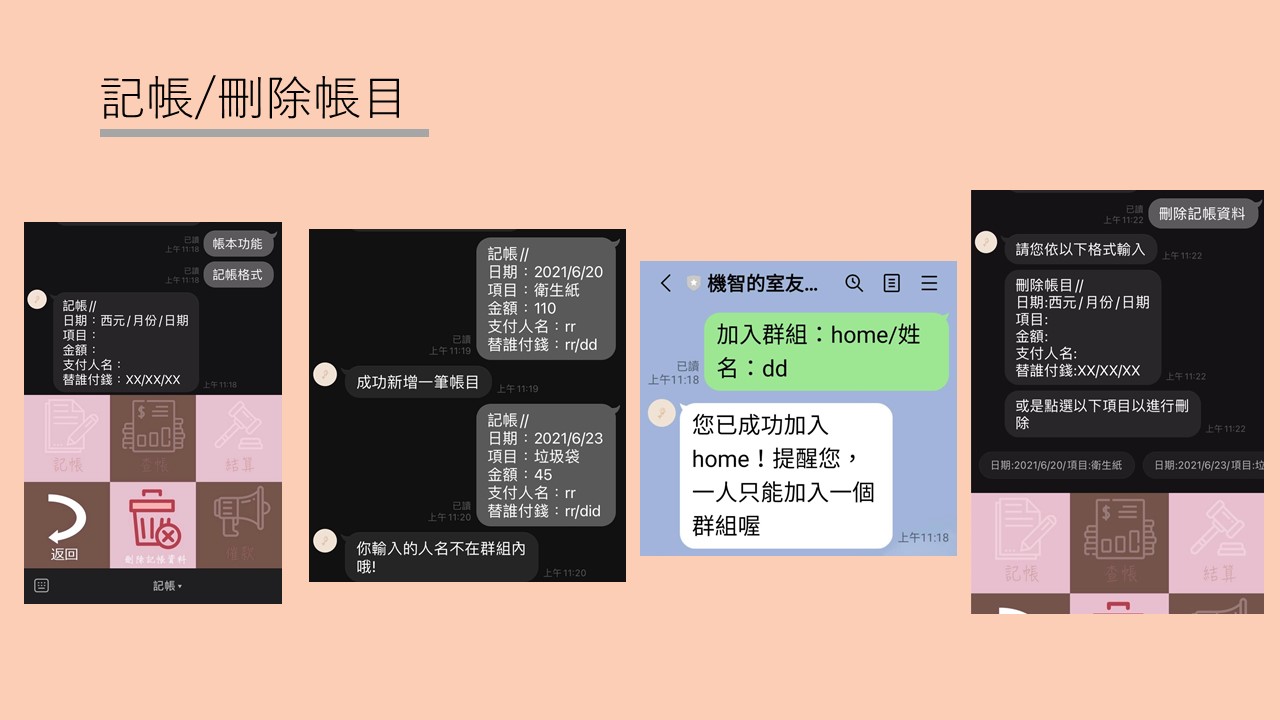 記帳/刪除帳目
已讀
上午11:18
帳本功能
已讀
上午11:18
記帳格式
記帳//
日期：西元/月份/日期
項目：
金額：
支付人名：
替誰付錢：XX/XX/XX
上午11:18
記帳
查帳
結算
返回
刪除記帳資料
借款
記帳▾
記帳//
日期：2021/6/20
項目：衛生紙
金額：110
支付人名：rr
替誰付錢：rr/dd
已讀
上午11:19
成功新增一筆帳目
上午11:19
記帳//
日期：2021/6/23
項目：垃圾袋
金額：45
支付人名：rr
替誰付錢：rr/did
已讀
上午11:20
你輸入的人名不在群組內
哦!
上午11:20
機智的室友...
加入群組：home/姓
名：dd
已讀
上午11:18
您已成功加入
home！提醒您，
一人只能加入一個
群組喔
上午11:18
已讀
上午11:22
刪除記帳資料
請您依以下格式輸入
上午11:22
刪除帳目//
日期:西元/月份/日期
項目:
金額:
支付人名:
替誰付錢:XX/XX/XX
上午11:22
或是點選以下項目以進行刪
除
上午11:22
日期:2021/6/20/項目:衛生紙
日期:2021/6/23/項目:垃
記帳
查帳
結算